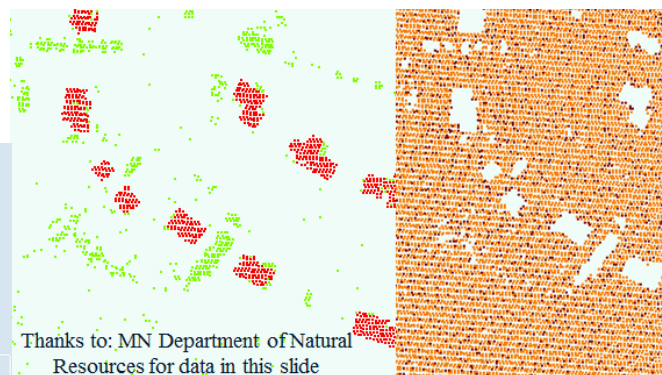 Thanks to: MN Department of Natural
Resources for data in this slide